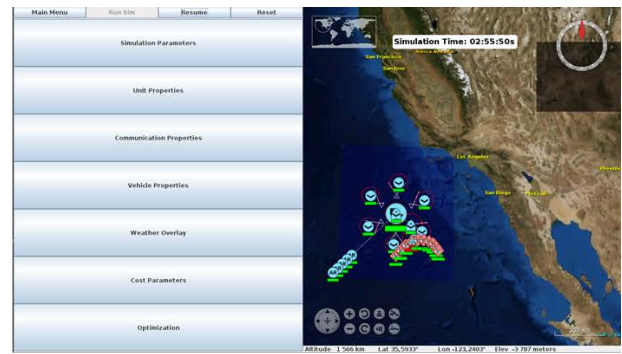 Main Menu
Run Sim
Resume
Reset
Simulation Parameters
Unit Properties
Communication Properties
Vehicle Properties
Weather Overlay
Cost Parameters
Optimization
Simulation Time: 02:55:50s
San Francisco
San Jose
Los Angeles
San Diego
Mexicali
Altitude 1 566 km Lat 35,5933° Lon -123,2403° Elev -3 787 meters